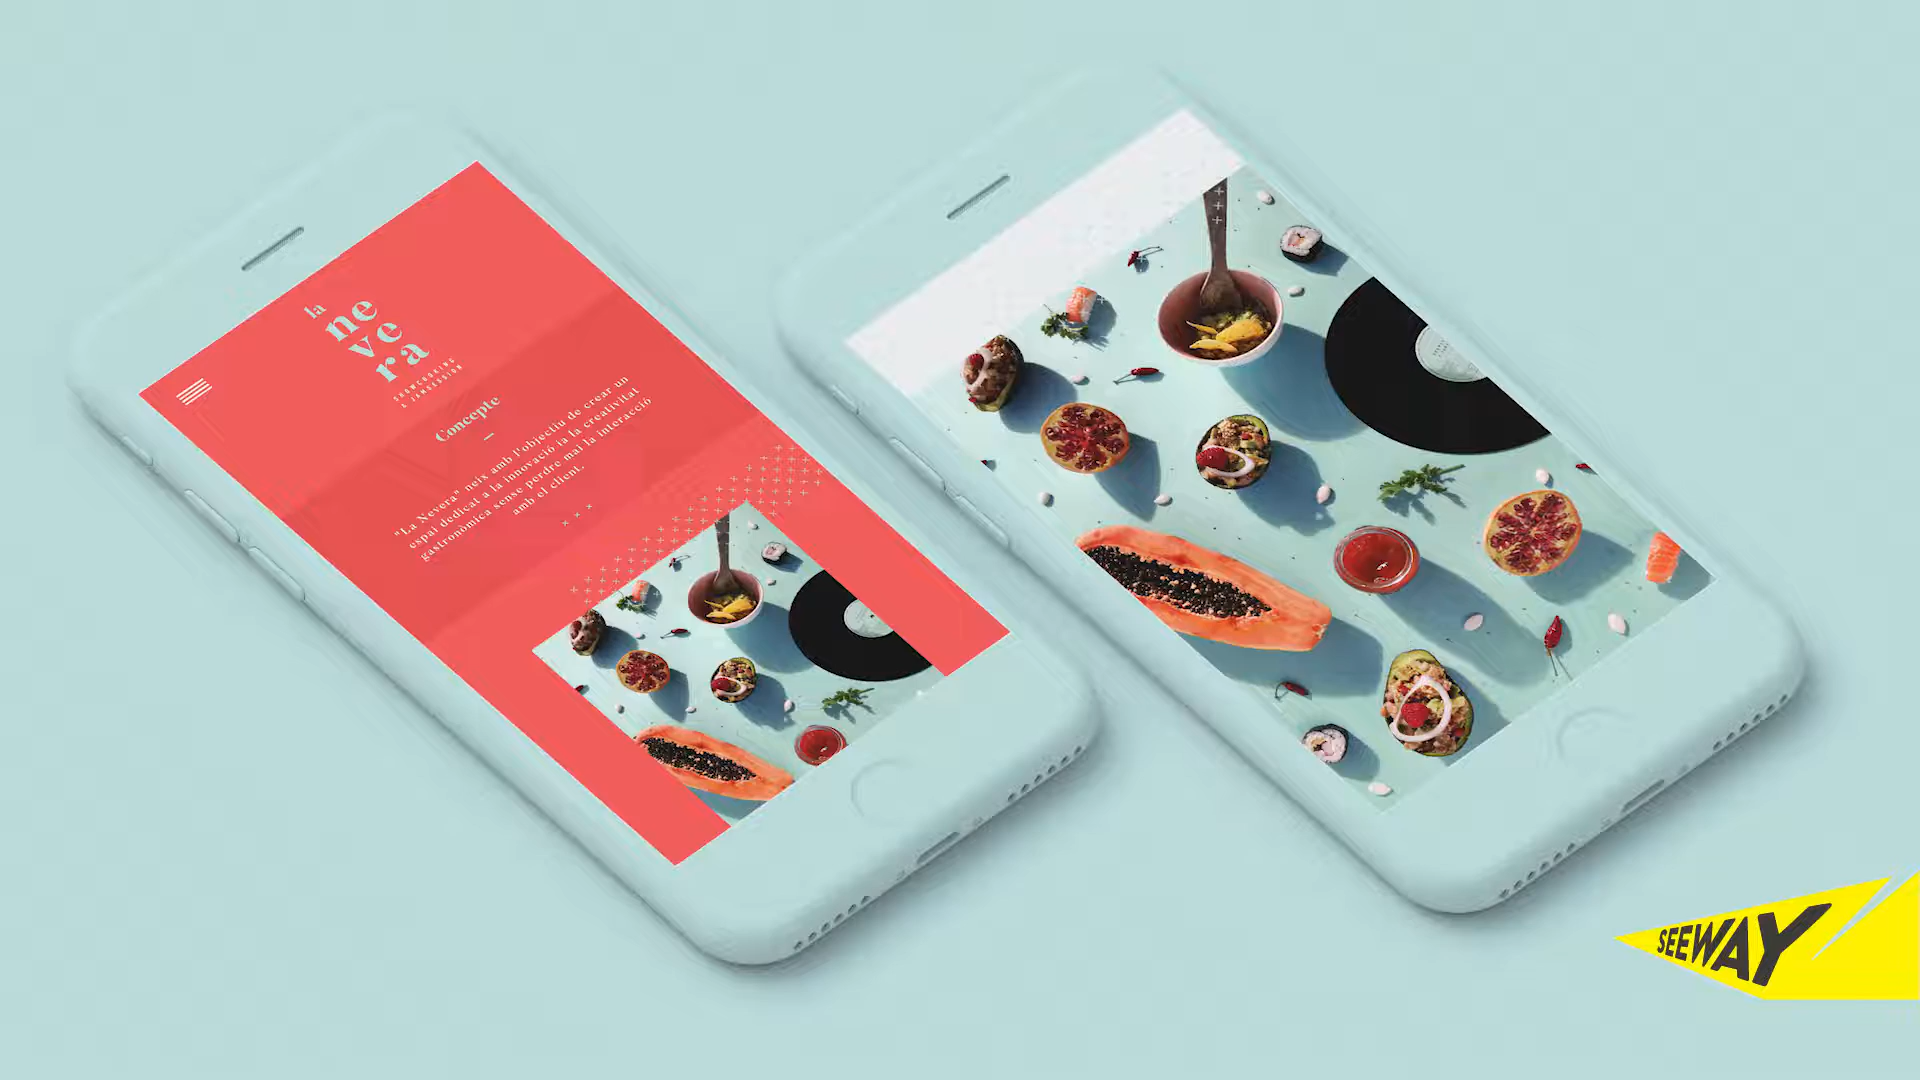 la
ne
ve
ra
SHOWCOOKING
& JAMSESSION
Concepte
"La Nevera" neix amb l'objectiu de crear un
espai dedicat a la innovació i a la creativitat
gastronòmica sense perdre mai la interacció
amb el client.
SEEWAY